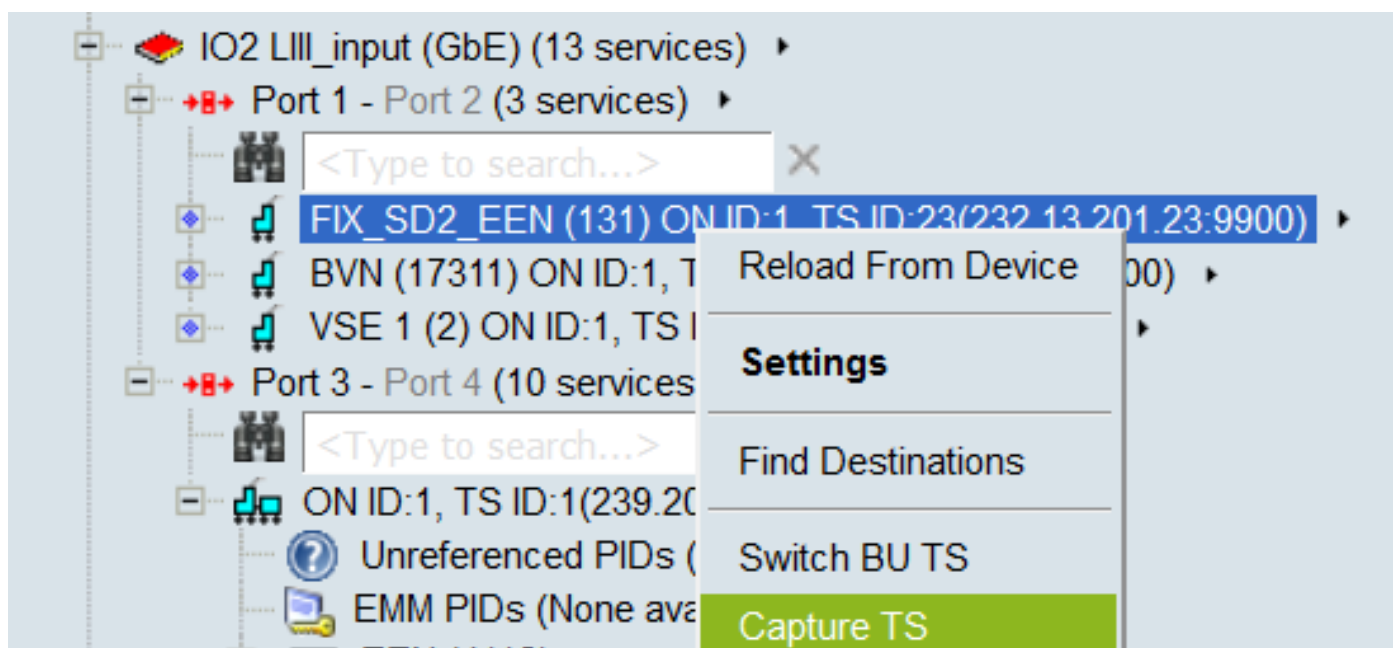 IO2 LIII_input (GbE) (13 services)
Port 1 - Port 2 (3 services)
<Type to search...>
FIX_SD2_EEN (131) ON ID:1, TS ID:23(232.13.201.23:9900)
BVN (17311) ON ID:1, T 00)
VSE 1 (2) ON ID:1, TS
Port 3 - Port 4 (10 services
<Type to search...>
ON ID:1, TS ID:1(239.20
Unreferenced PIDs (
EMM PIDs (None ava
Reload From Device
Settings
Find Destinations
Switch BU TS
Capture TS